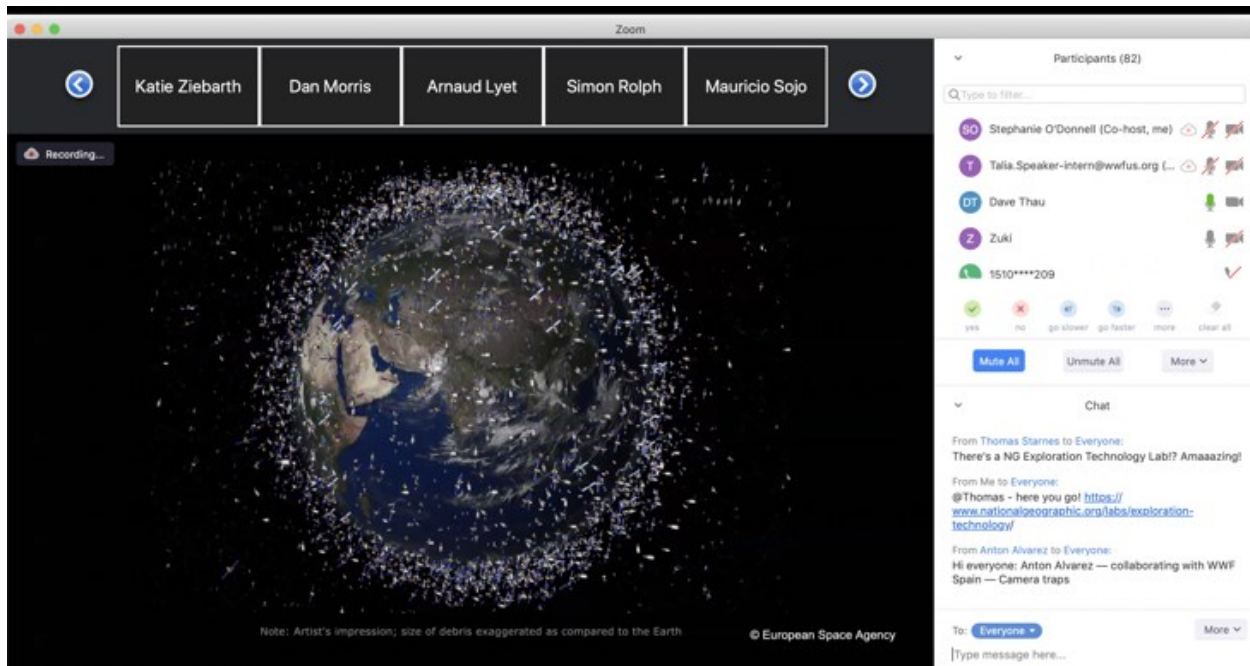 Zoom
Katie Ziebarth
Dan Morris
Arnaud Lyet
Simon Rolph
Mauricio Sojo
Recording...
Note: Artist's impression; size of debris exaggerated as compared to the Earth
© European Space Agency
Participants (82)
Type to filter...
SO Stephanie O'Donnell (Co-host, me)
T Talia.Speaker-intern@wwfus.org (...
DT Dave Thau
Z Zuki
1510****209
yes no go slower go faster more clear all
Mute All Unmute All More
Chat
From Thomas Starnes to Everyone:
There's a NG Exploration Technology Lab!? Amaaazing!
From Me to Everyone:
@Thomas - here you go! https://
www.nationalgeographic.org/labs/exploration-
technology/
From Anton Alvarez to Everyone:
Hi everyone: Anton Alvarez — collaborating with WWF
Spain — Camera traps
To: Everyone More
Type message here...